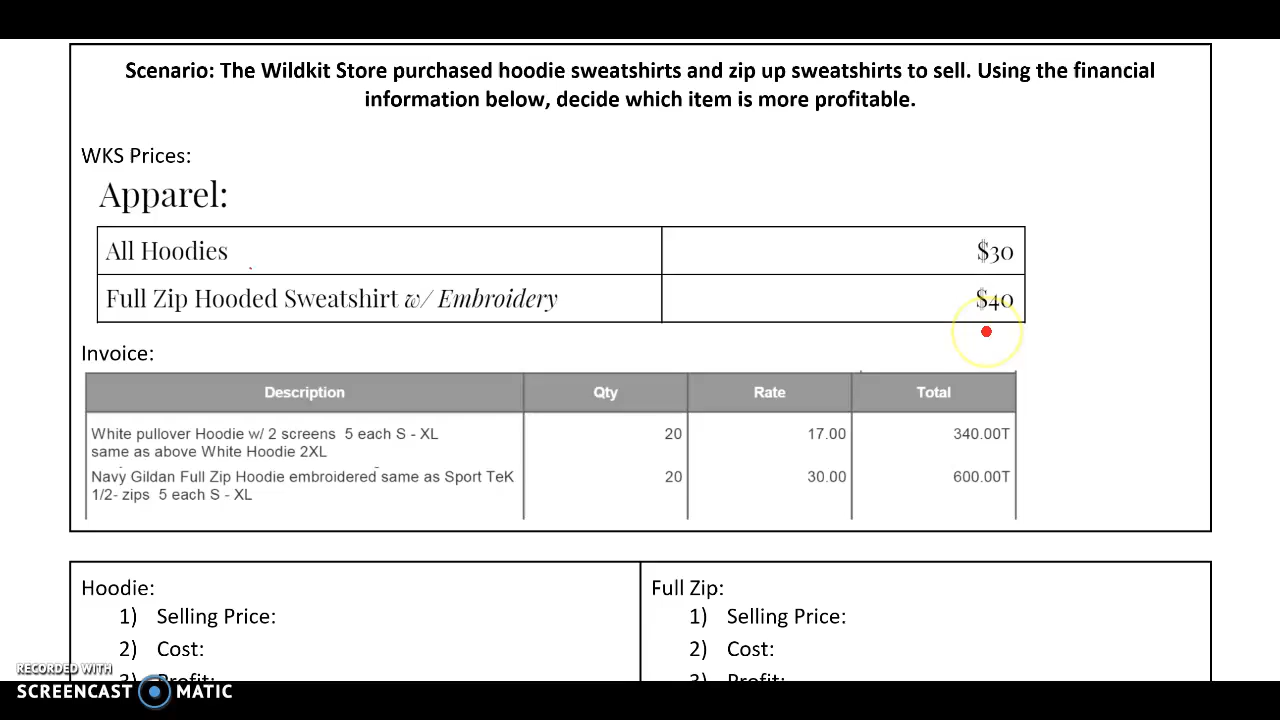 Scenario: The Wildkit Store purchased hoodie sweatshirts and zip up sweatshirts to sell. Using the financial
information below, decide which item is more profitable.
WKS Prices:
Apparel:
All Hoodies $30
Full Zip Hooded Sweatshirt w/ Embroidery $40
Invoice:
Description Qty Rate Total
White pullover Hoodie w/ 2 screens 5 each S - XL 20 17.00 340.00T
same as above White Hoodie 2XL
Navy Gildan Full Zip Hoodie embroidered same as Sport TeK 20 30.00 600.00T
1/2- zips 5 each S - XL
Hoodie:
1) Selling Price:
2) Cost:
3) Profit:
Full Zip:
1) Selling Price:
2) Cost:
3) Profit:
RECORDED WITH
SCREENCAST MATIC